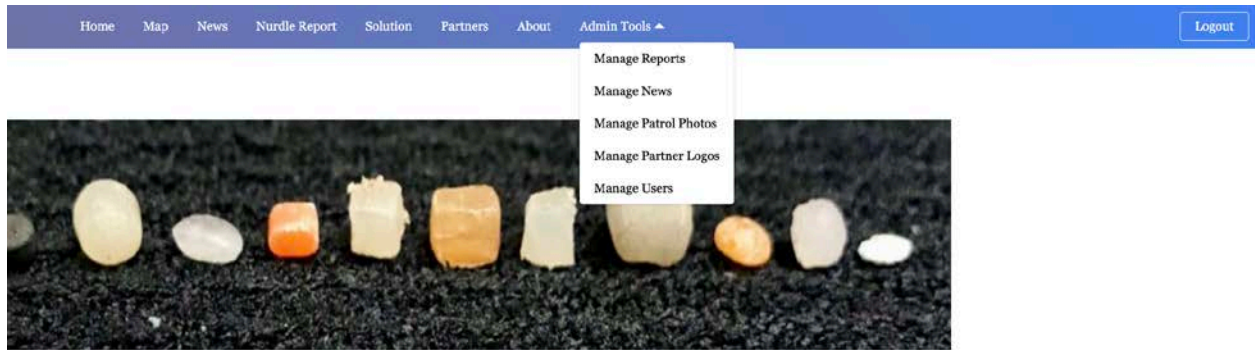 Home Map News Nurdle Report Solution Partners About Admin Tools Logout
Manage Reports
Manage News
Manage Patrol Photos
Manage Partner Logos
Manage Users